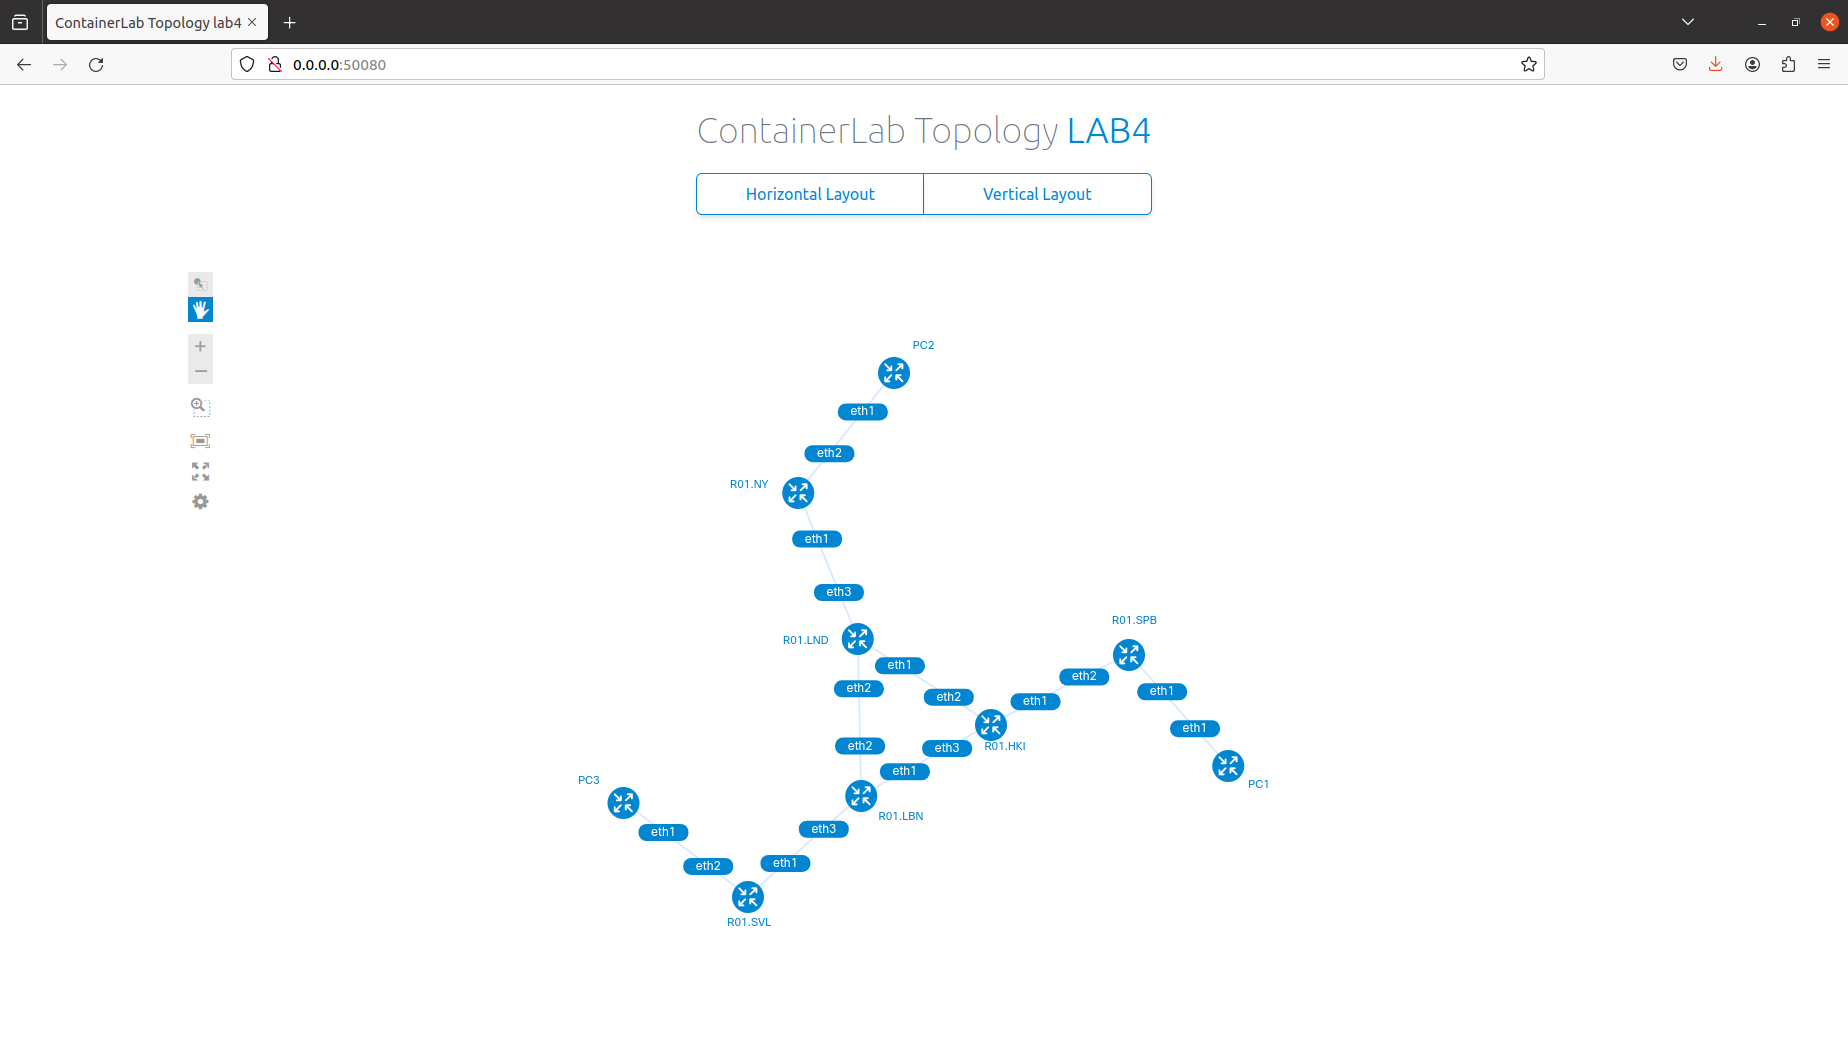 ContainerLab Topology lab4
0.0.0.0:50080
ContainerLab Topology LAB4
Horizontal Layout
Vertical Layout
PC2
eth1
eth2
R01.NY
eth1
eth3
R01.SPB
R01.LND
eth1
eth2
eth2
eth1
eth2
eth1
eth1
eth2
eth3
R01.HKI
eth1
PC3
PC1
R01.LBN
eth1
eth3
eth2
eth1
R01.SVL